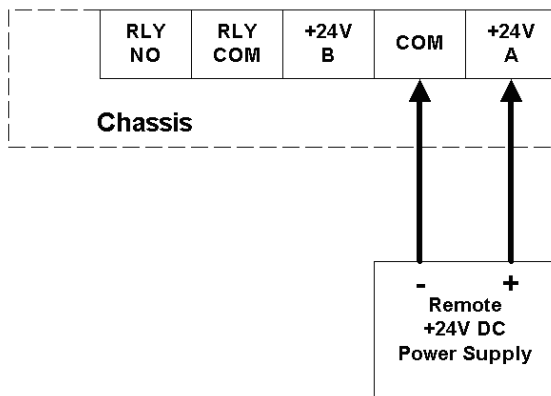 RLY NO
RLY COM
+24V B
COM
+24V A
Chassis
- +
Remote
+24V DC
Power Supply